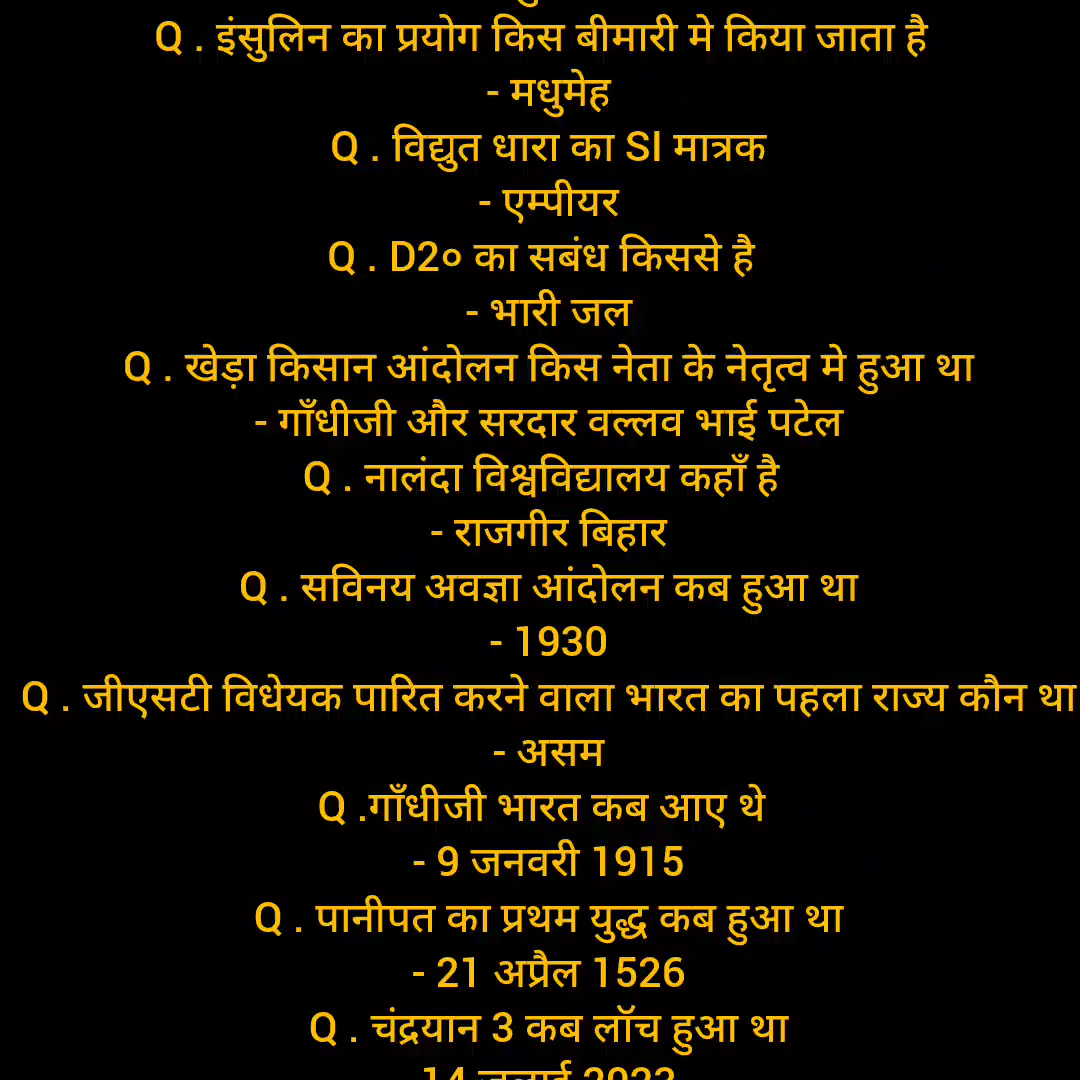 Q . इंसुलिन का प्रयोग किस बीमारी मे किया जाता है
- मधुमेह
Q . विद्युत धारा का SI मात्रक
- एम्पीयर
Q . D2० का सबंध किससे है
- भारी जल
Q . खेड़ा किसान आंदोलन किस नेता के नेतृत्व मे हुआ था
- गाँधीजी और सरदार वल्लव भाई पटेल
Q . नालंदा विश्वविद्यालय कहाँ है
- राजगीर बिहार
Q . सविनय अवज्ञा आंदोलन कब हुआ था
- 1930
Q . जीएसटी विधेयक पारित करने वाला भारत का पहला राज्य कौन था
- असम
Q .गाँधीजी भारत कब आए थे
- 9 जनवरी 1915
Q . पानीपत का प्रथम युद्ध कब हुआ था
- 21 अप्रैल 1526
Q . चंद्रयान 3 कब लॉच हुआ था
14 जुलाई 2023